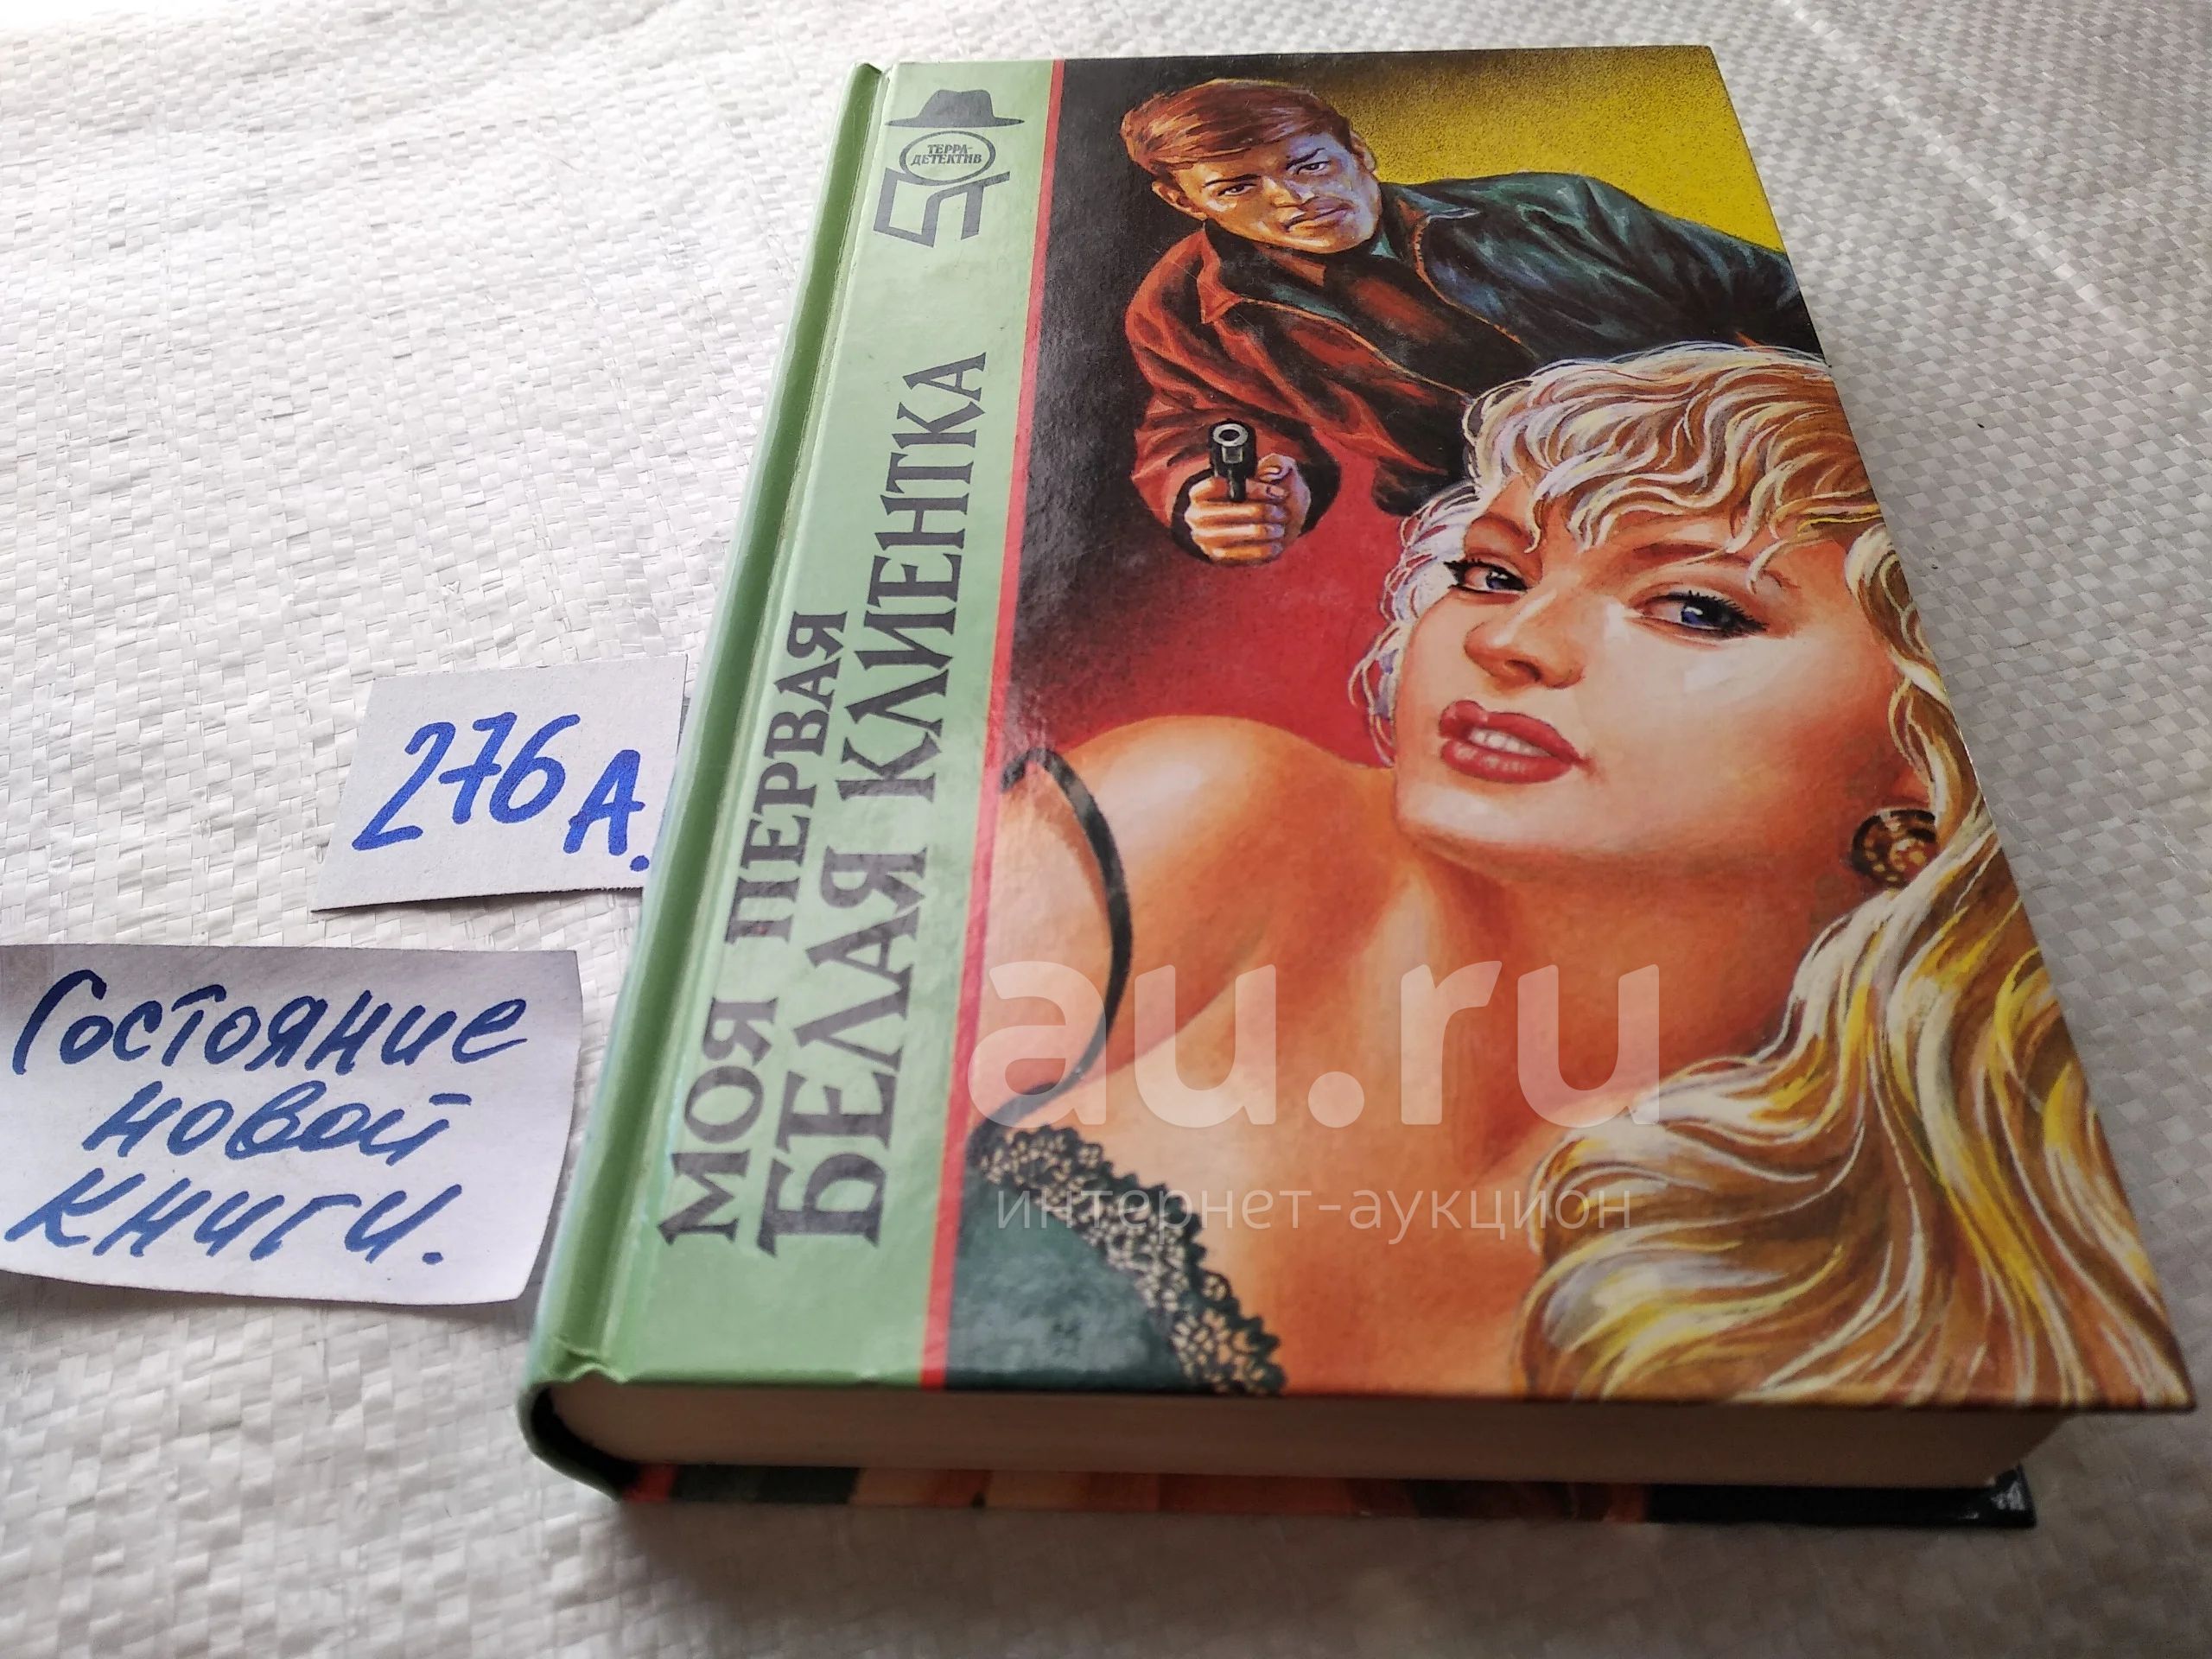 ТЕРРА-
ДЕТЕКТИВ
МОЯ ПЕРВАЯ
БЕЛАЯ КЛИЕНТКА
276 А.
Состояние
новой
книги.
au.ru
интернет-аукцион